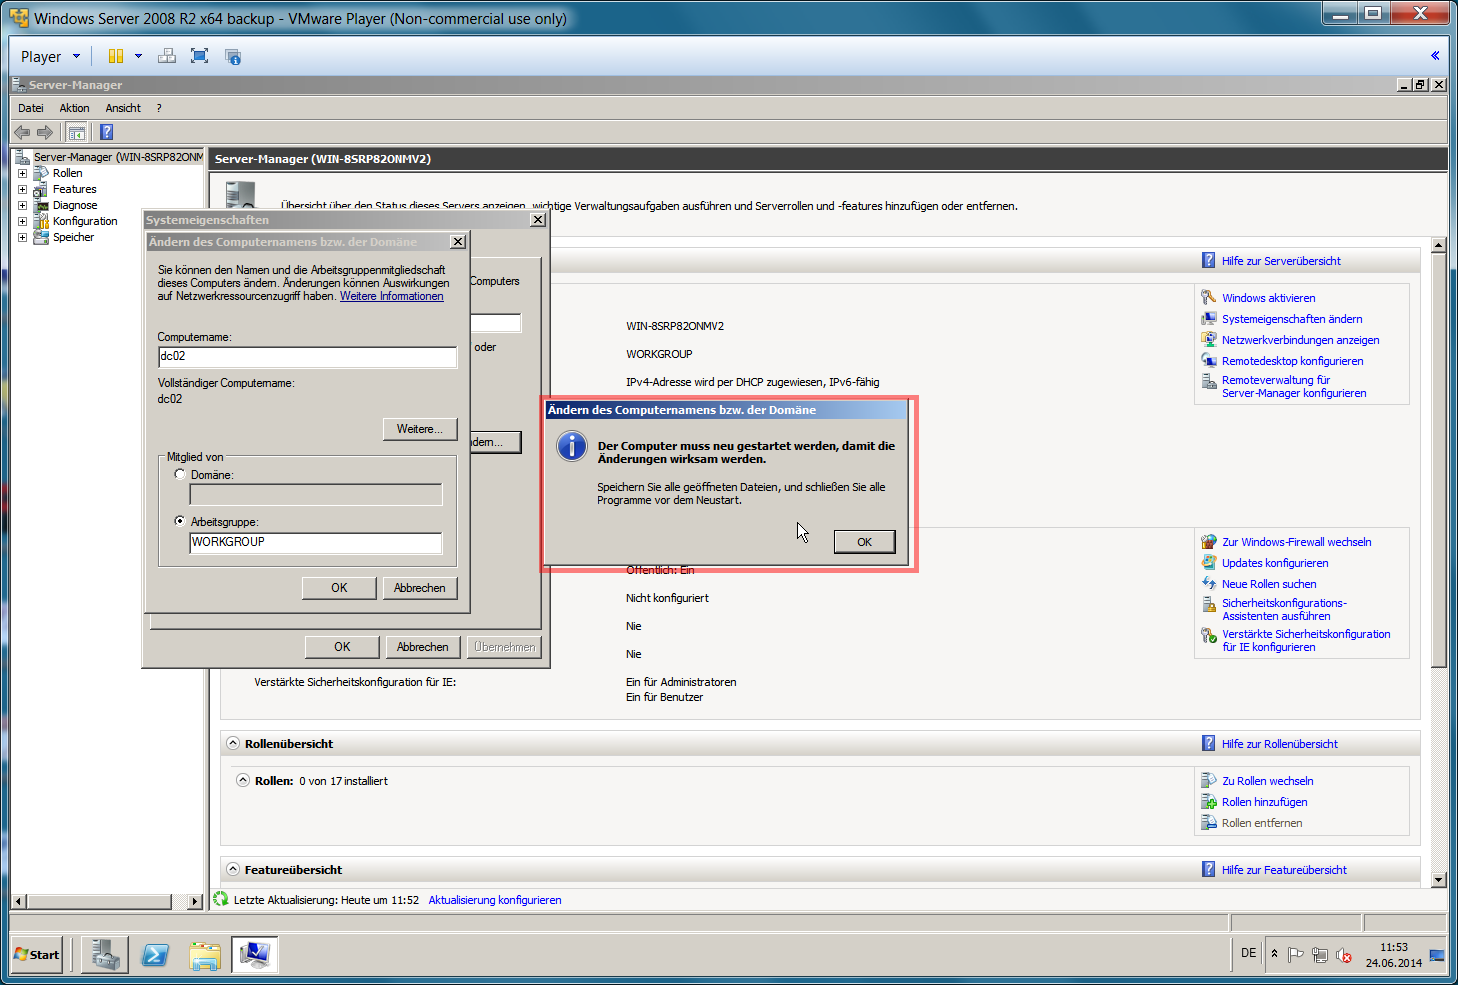 Windows Server 2008 R2 x64 backup - VMware Player (Non-commercial use only)
Player
Server-Manager
Datei Aktion Ansicht ?
Server-Manager (WIN-8SRP82ONM
Rollen
Features
Diagnose
Konfiguration
Speicher
Server-Manager (WIN-8SRP82ONMV2)
Übersicht über den Status dieses Servers anzeigen, wichtige Verwaltungsaufgaben ausführen und Serverrollen und -features hinzufügen oder entfernen.
Systemeigenschaften
Ändern des Computernamens bzw. der Domäne
Sie können den Namen und die Arbeitsgruppenmitgliedschaft
dieses Computers ändern. Änderungen können Auswirkungen
auf Netzwerkressourcenzugriff haben. Weitere Informationen
Computername:
dc02
Vollständiger Computername:
dc02
Weitere...
Mitglied von
Domäne:
Arbeitsgruppe:
WORKGROUP
OK Abbrechen
Computers
oder
dern...
OK Abbrechen Übernehmen
Hilfe zur Serverübersicht
WIN-8SRP82ONMV2
WORKGROUP
IPv4-Adresse wird per DHCP zugewiesen, IPv6-fähig
Windows aktivieren
Systemeigenschaften ändern
Netzwerkverbindungen anzeigen
Remotedesktop konfigurieren
Remoteverwaltung für
Server-Manager konfigurieren
Ändern des Computernamens bzw. der Domäne
Der Computer muss neu gestartet werden, damit die
Änderungen wirksam werden.
Speichern Sie alle geöffneten Dateien, und schließen Sie alle
Programme vor dem Neustart.
OK
Öffentlich: Ein
Nicht konfiguriert
Nie
Nie
Verstärkte Sicherheitskonfiguration für IE:
Ein für Administratoren
Ein für Benutzer
Zur Windows-Firewall wechseln
Updates konfigurieren
Neue Rollen suchen
Sicherheitskonfigurations-
Assistenten ausführen
Verstärkte Sicherheitskonfiguration
für IE konfigurieren
Rollenübersicht
Hilfe zur Rollenübersicht
Rollen: 0 von 17 installiert
Zu Rollen wechseln
Rollen hinzufügen
Rollen entfernen
Featureübersicht
Hilfe zur Featureübersicht
Letzte Aktualisierung: Heute um 11:52 Aktualisierung konfigurieren
Start
DE
11:53
24.06.2014